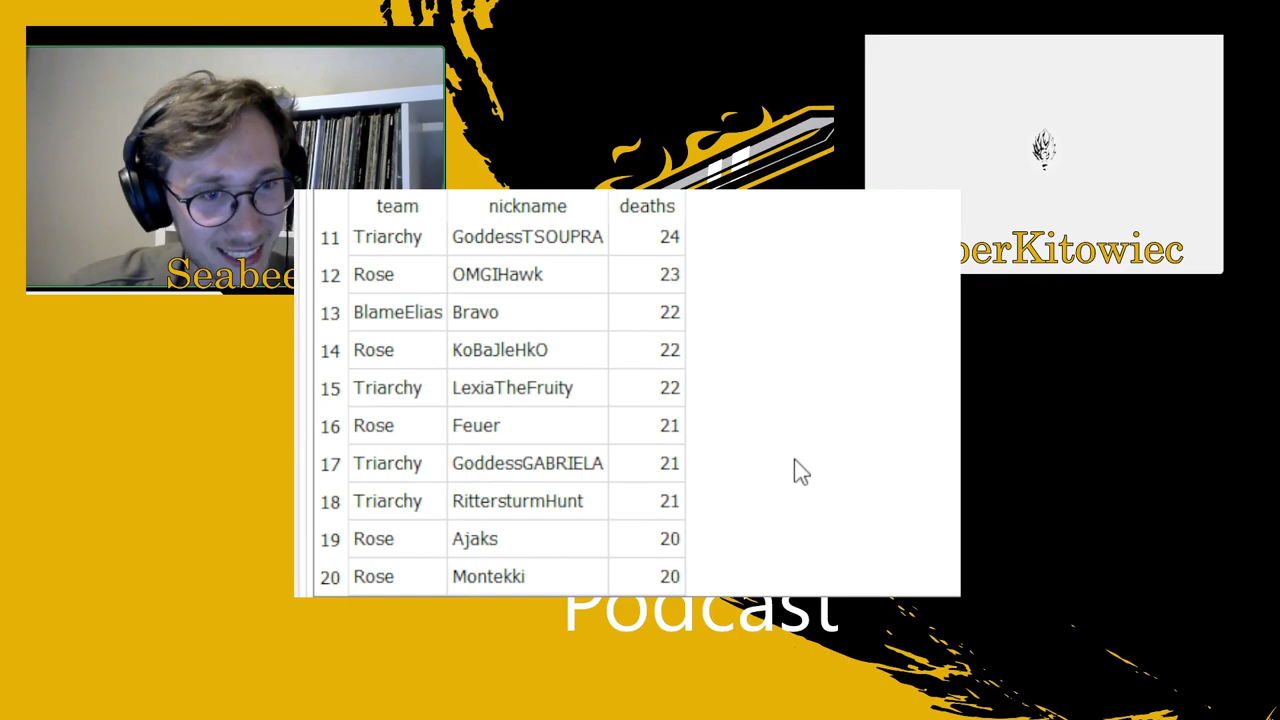 team nickname deaths
11 Triarchy GoddessTSOUPRA 24
12 Rose OMGIHawk 23
13 BlameElias Bravo 22
14 Rose KoBaJleHkO 22
15 Triarchy LexiaTheFruity 22
16 Rose Feuer 21
17 Triarchy GoddessGABRIELA 21
18 Triarchy RittersturmHunt 21
19 Rose Ajaks 20
20 Rose Montekki 20
Seabee
berKitowiec
Podcast